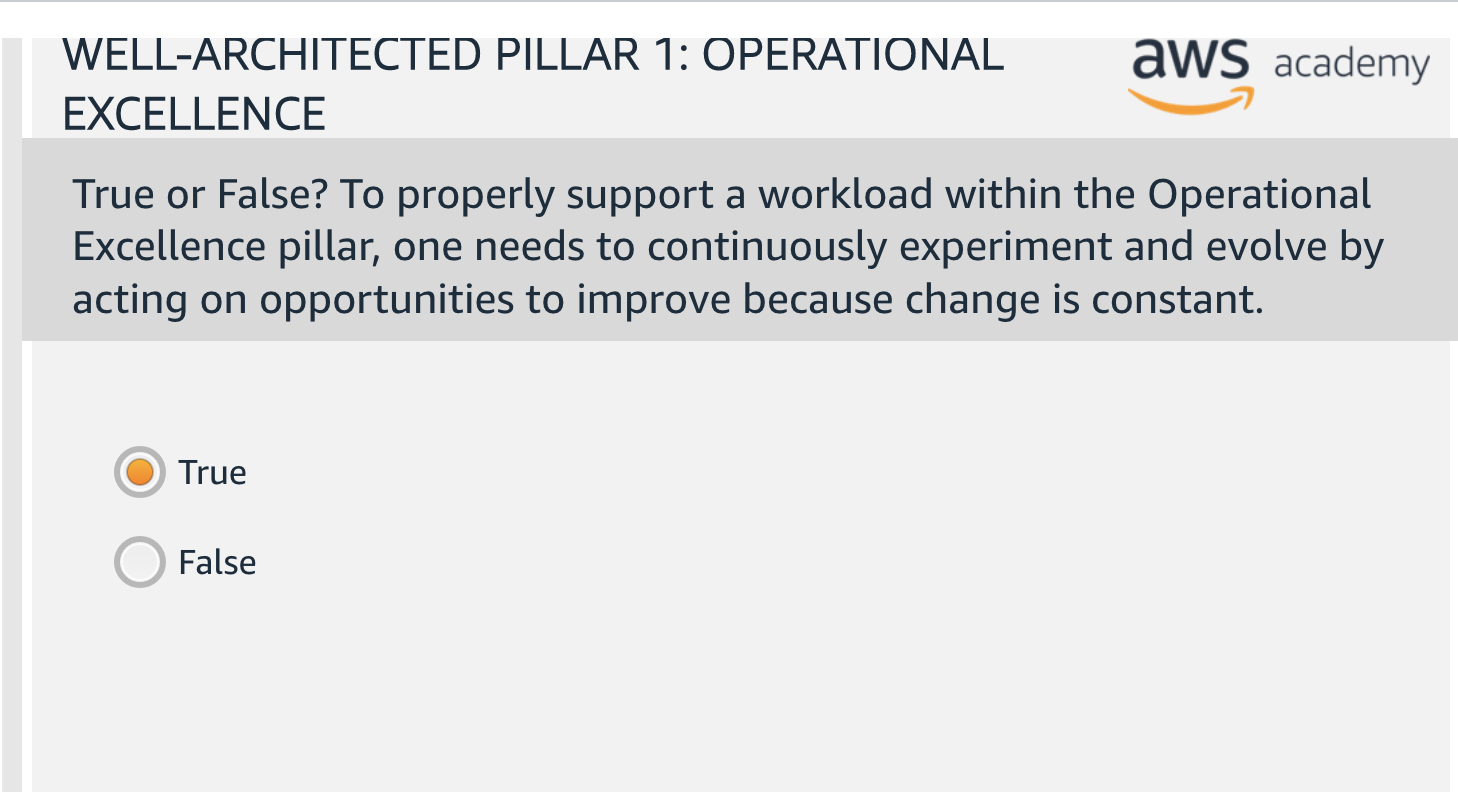 WELL-ARCHITECTED PILLAR 1: OPERATIONAL
EXCELLENCE
aws academy
True or False? To properly support a workload within the Operational
Excellence pillar, one needs to continuously experiment and evolve by
acting on opportunities to improve because change is constant.
True
False